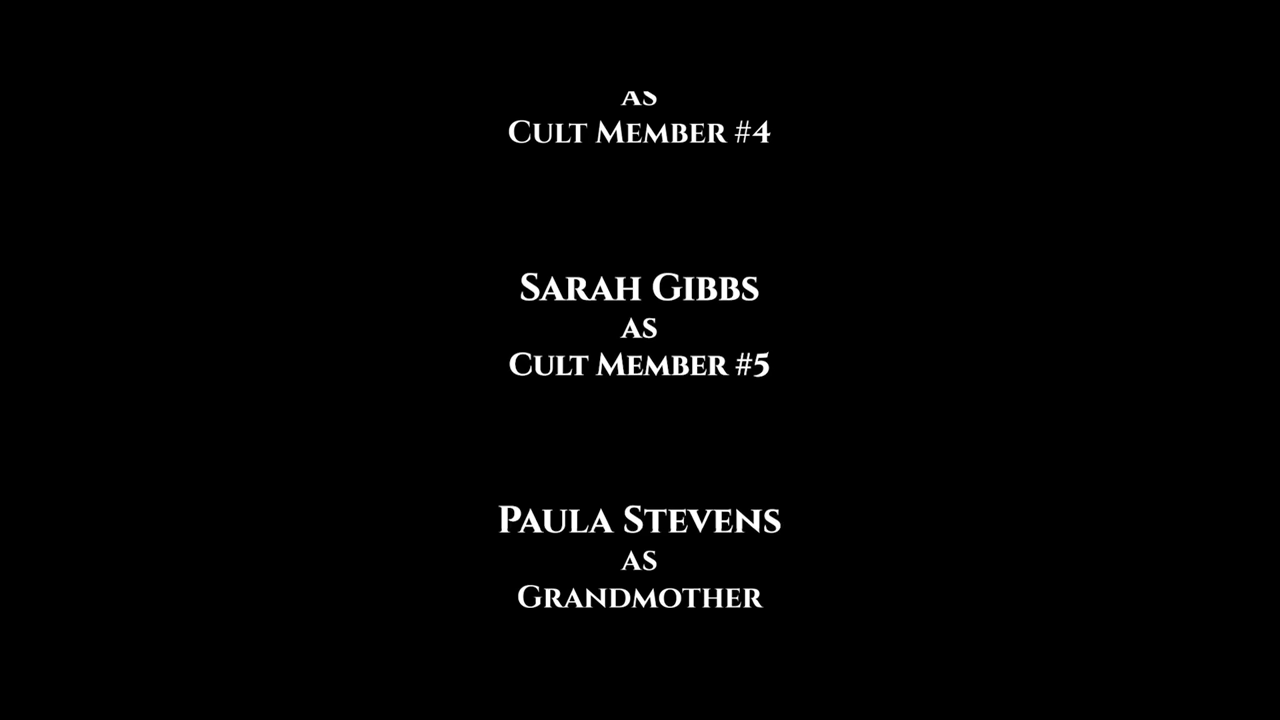 as
Cult Member #4
Sarah Gibbs
as
Cult Member #5
Paula Stevens
as
Grandmother